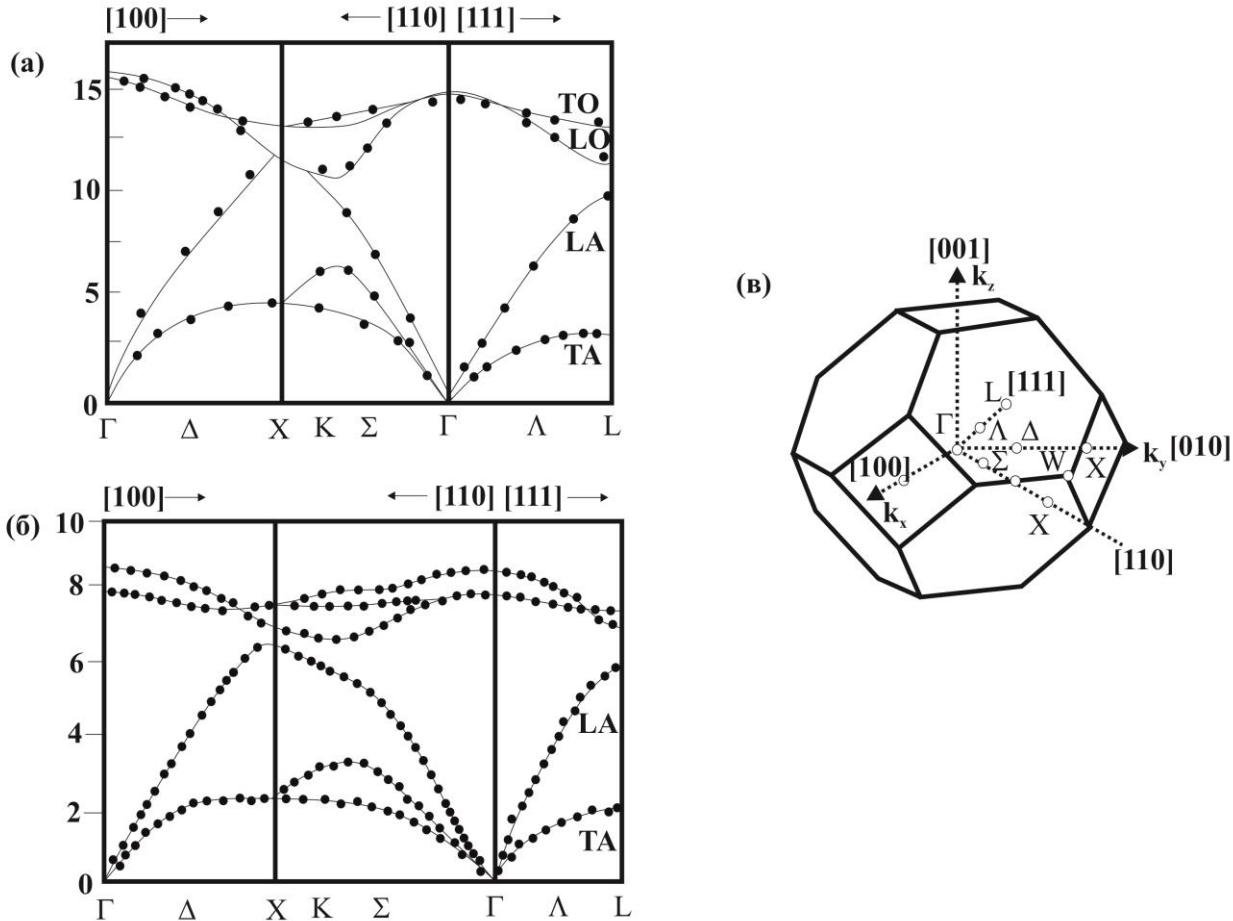 [100] → ← [110] [111] →
(а)
15
10
5
0
TO
LO
LA
TA
Γ Δ X K Σ Γ Λ L
[100] → ← [110] [111] →
(б)
10
8
6
4
2
0
LA
TA
Γ Δ X K Σ Γ Λ L
(в)
[001]
k_z
L [111]
Γ Λ Δ
[100] Σ W X k_y [010]
k_x
X
[110]